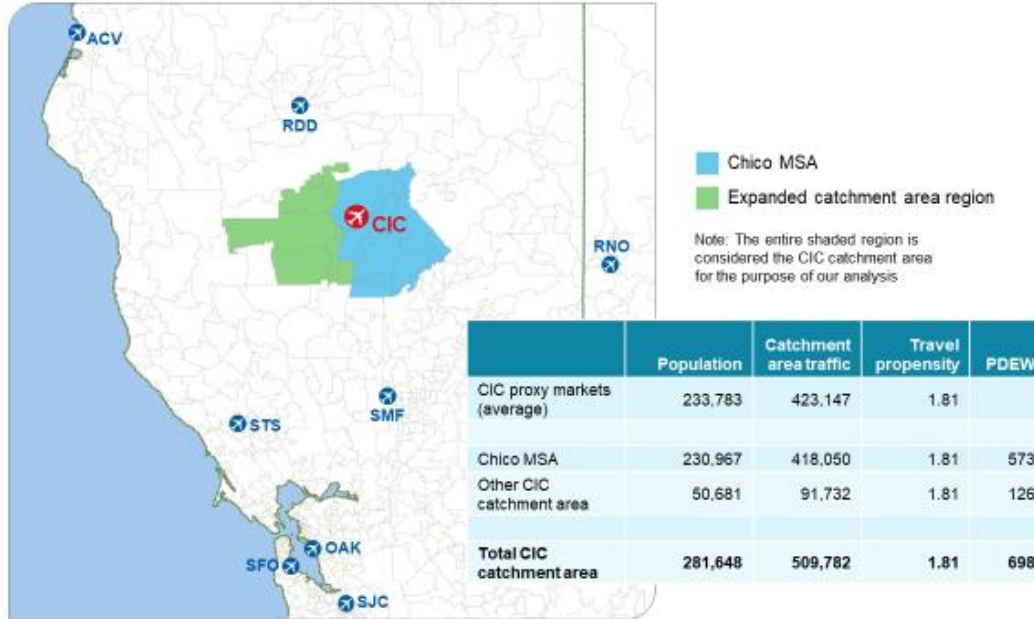 ACV
RDD
CIC
RNO
SMF
STS
OAK
SFO
SJC
Chico MSA
Expanded catchment area region
Note: The entire shaded region is
considered the CIC catchment area
for the purpose of our analysis
Population Catchment area traffic Travel propensity PDEW
CIC proxy markets (average) 233,783 423,147 1.81
Chico MSA 230,967 418,050 1.81 573
Other CIC catchment area 50,681 91,732 1.81 126
Total CIC catchment area 281,648 509,782 1.81 698